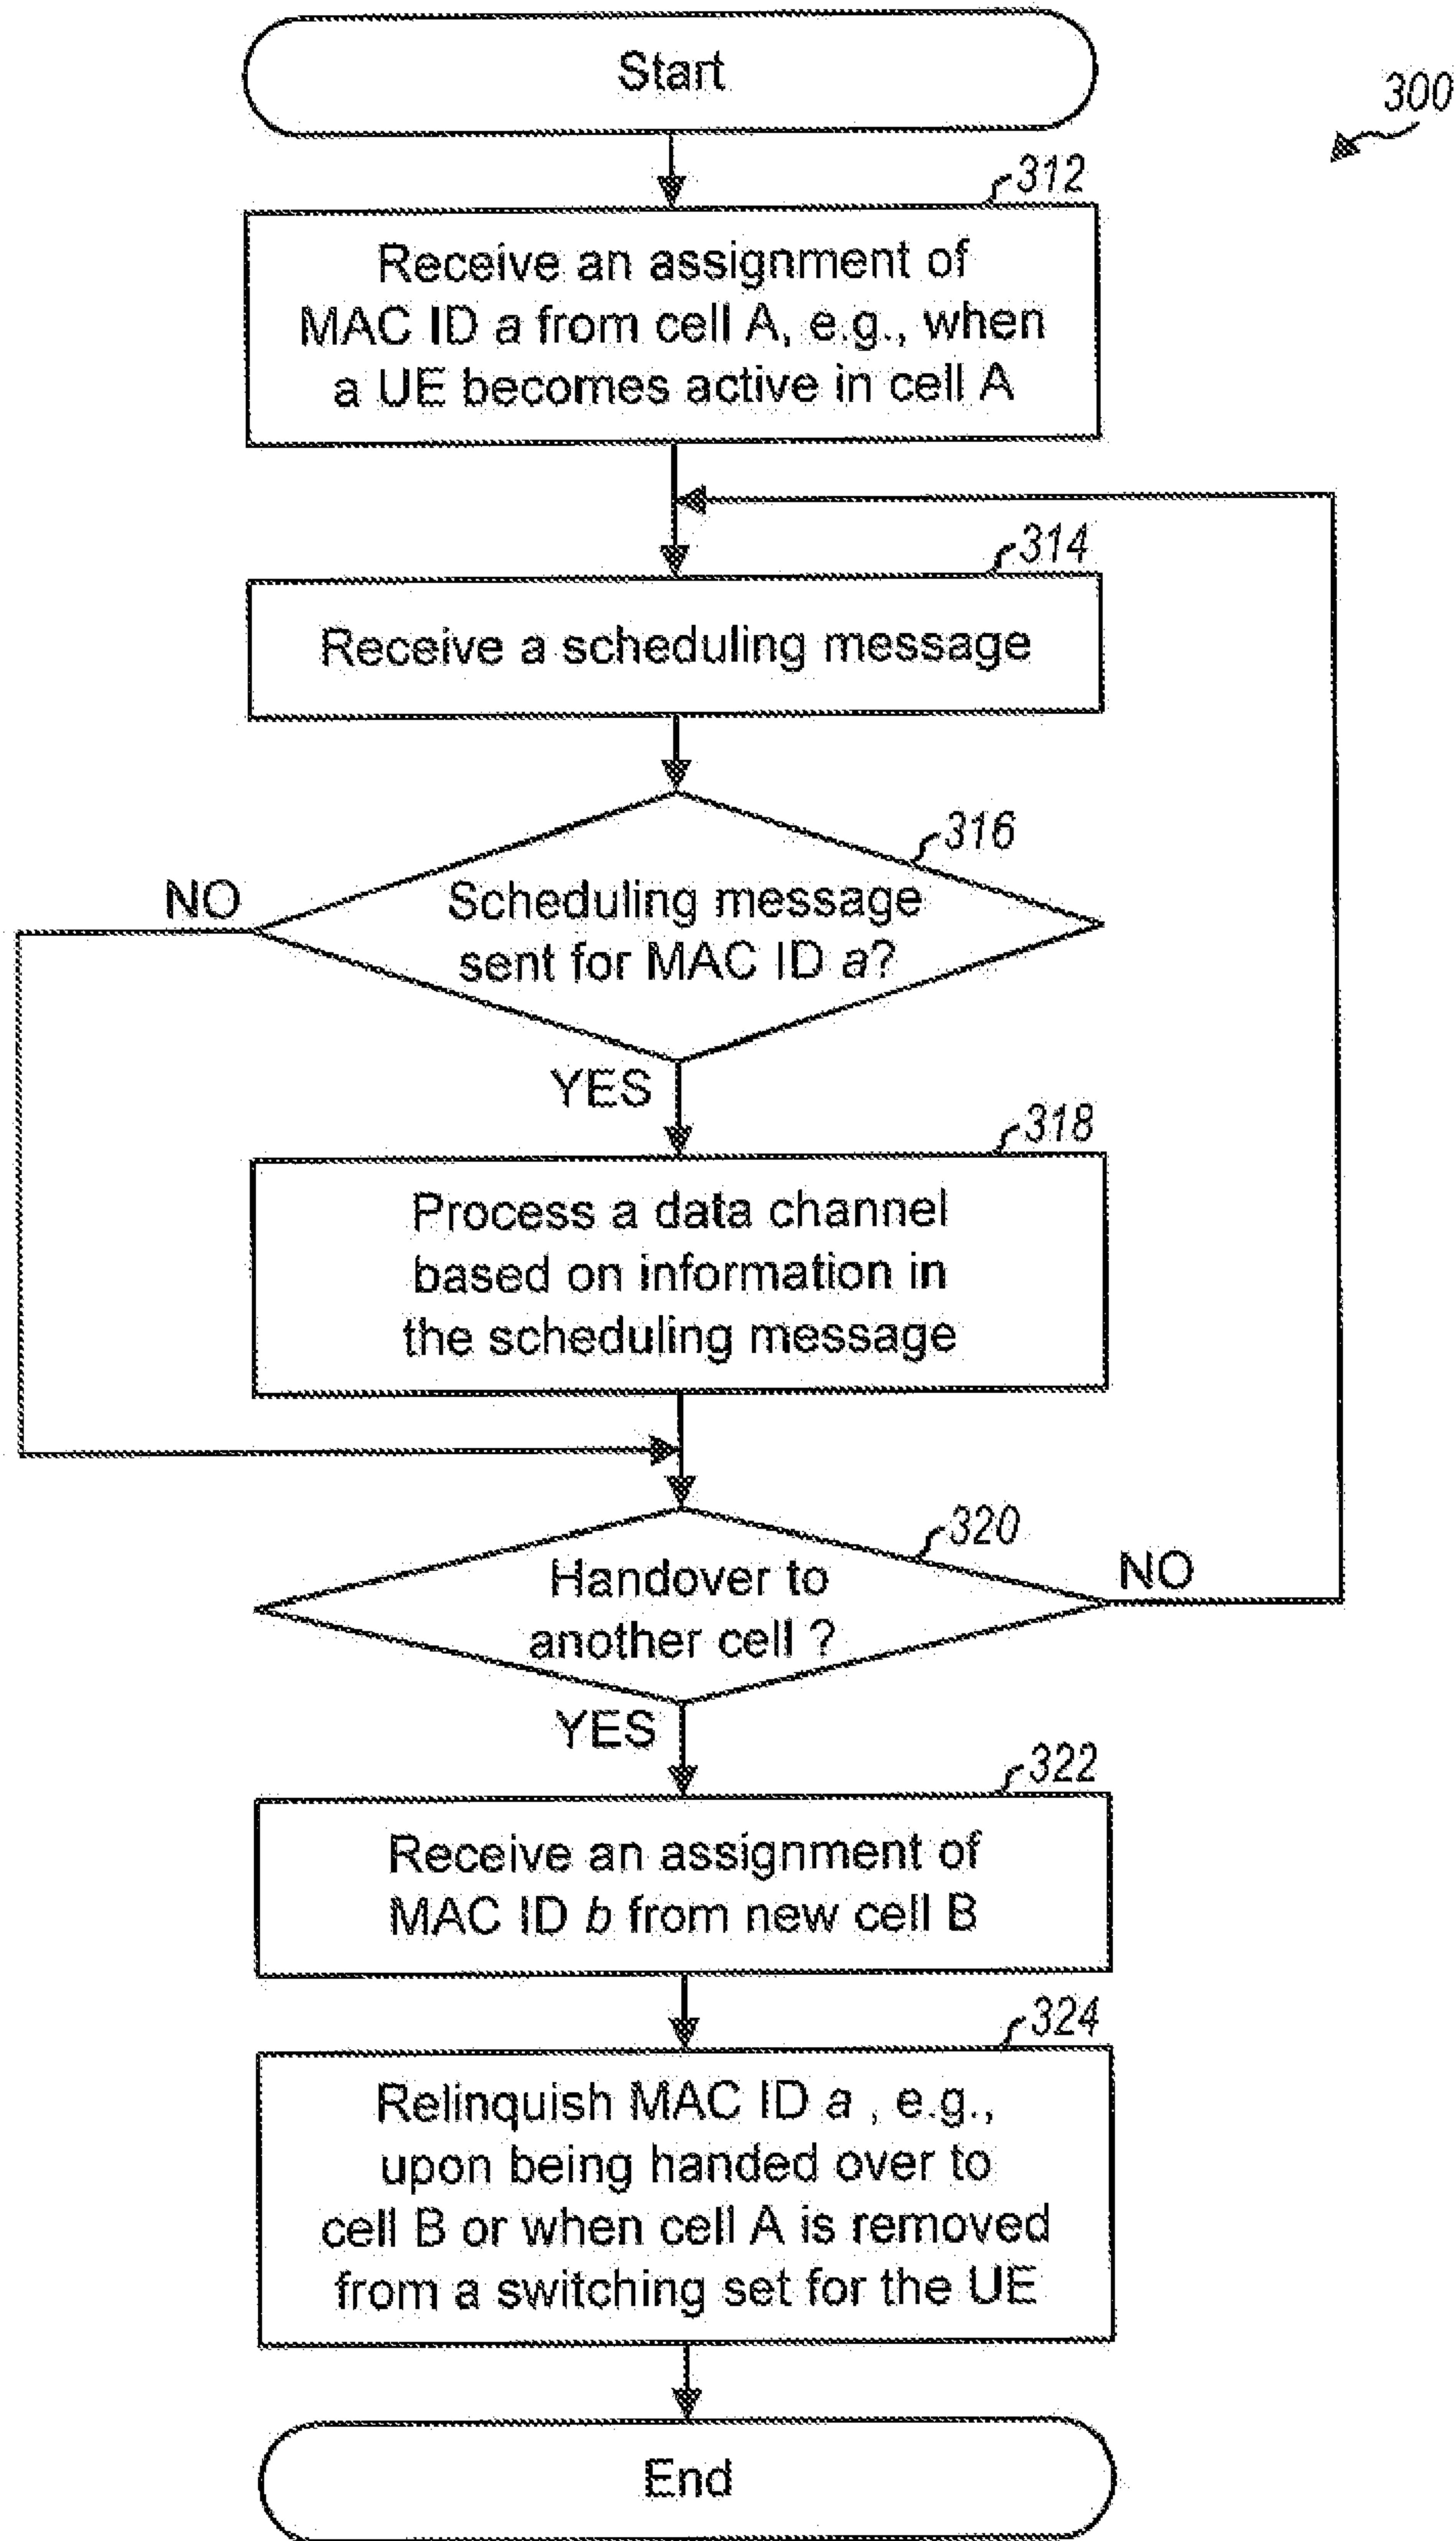 Start
300
312
Receive an assignment of
MAC ID a from cell A, e.g., when
a UE becomes active in cell A
314
Receive a scheduling message
316
NO
Scheduling message
sent for MAC ID a?
YES
318
Process a data channel
based on information in
the scheduling message
320
Handover to
another cell ?
NO
YES
322
Receive an assignment of
MAC ID b from new cell B
324
Relinquish MAC ID a , e.g.,
upon being handed over to
cell B or when cell A is removed
from a switching set for the UE
End